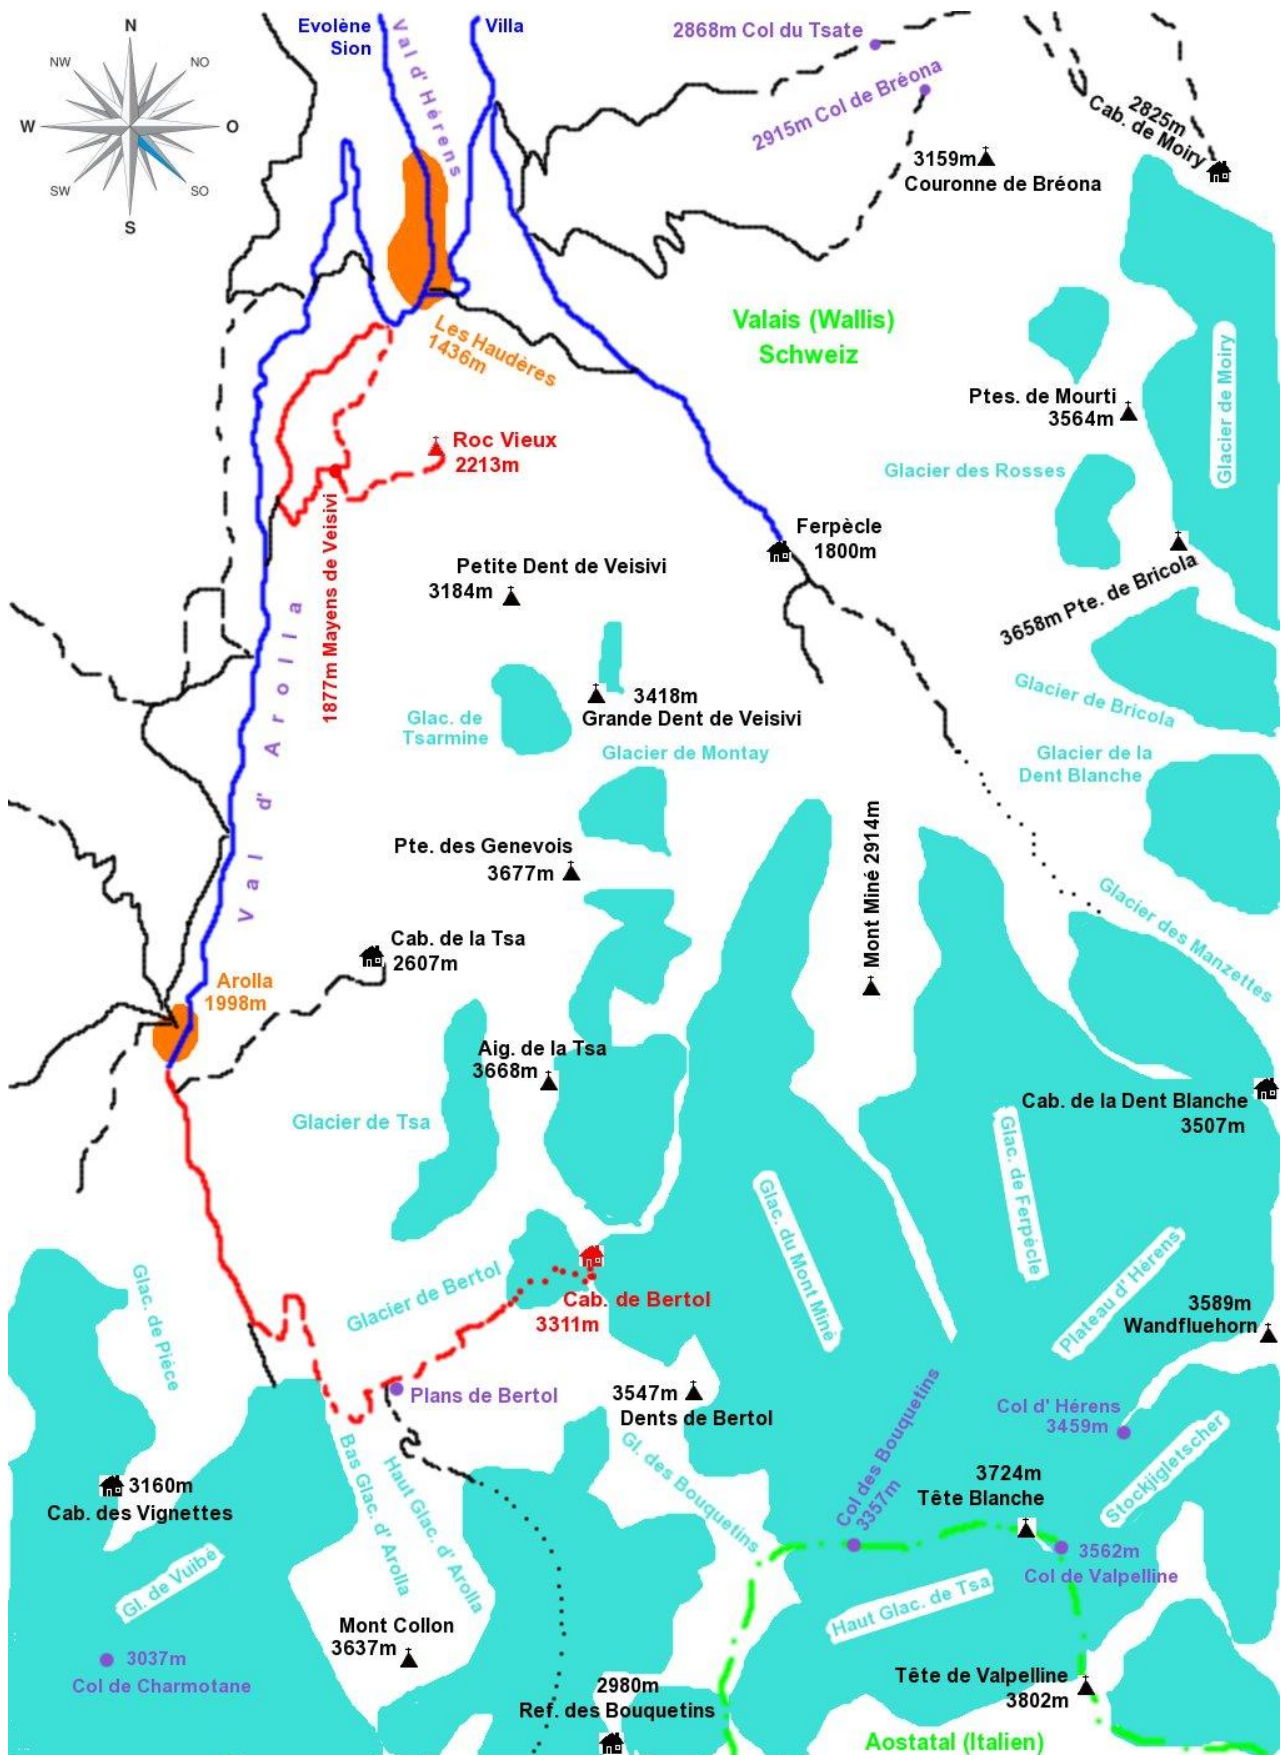 N
NW
NO
W
O
SW
SO
S
Evolène
Sion
Val d' Hérens
Villa
2868m Col du Tsate
2915m Col de Bréona
2825m
Cab. de Moiry
3159m
Couronne de Bréona
Valais (Wallis)
Schweiz
Les Haudères
1436m
Glacier de Moiry
Ptes. de Mourti
3564m
Roc Vieux
2213m
Glacier des Rosses
1877m Mayens de Veisivi
Ferpècle
1800m
Petite Dent de Veisivi
3184m
3658m Pte. de Bricola
Val d' Arolla
3418m
Grande Dent de Veisivi
Glac. de
Tsarmine
Glacier de Montay
Glacier de Bricola
Glacier de la
Dent Blanche
Pte. des Genevois
3677m
Mont Miné 2914m
Glacier des Manzettes
Cab. de la Tsa
2607m
Arolla
1998m
Aig. de la Tsa
3668m
Glacier de Tsa
Cab. de la Dent Blanche
3507m
Glac. du Mont Miné
Glac. de Ferpècle
Plateau d' Hérens
Glac. de Pièce
Glacier de Bertol
Cab. de Bertol
3311m
3589m
Wandfluehorn
Plans de Bertol
3547m
Dents de Bertol
Col d' Hérens
3459m
Bas Glac. d' Arolla
Haut Glac. d' Arolla
Gl. des Bouquetins
Col des Bouquetins
3357m
3724m
Tête Blanche
Stockjigletscher
3160m
Cab. des Vignettes
Gl. de Vuibé
3562m
Col de Valpelline
Haut Glac. de Tsa
Mont Collon
3637m
3037m
Col de Charmotane
2980m
Ref. des Bouquetins
Tête de Valpelline
3802m
Aostatal (Italien)